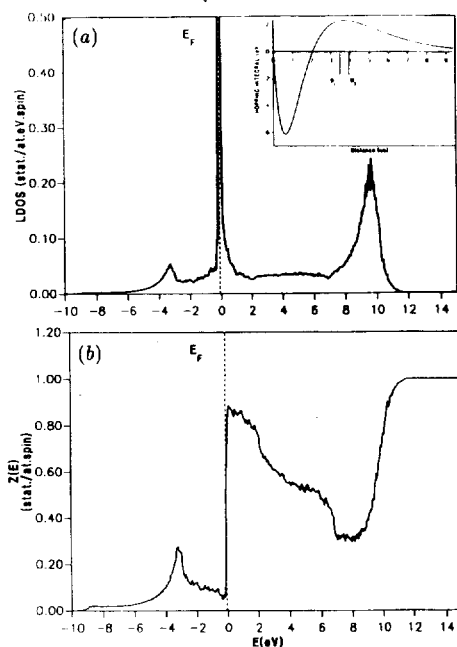 (a)
E_F
LDOS (stat./at.eV.spin)
0.50
0.40
0.30
0.20
0.10
0.00
-10 -8 -6 -4 -2 0 2 4 6 8 10 12 14
HOPPING INTEGRAL
(b)
E_F
Z(E)
(stat./at.spin)
1.20
1.00
0.80
0.60
0.40
0.20
0.00
-10 -8 -6 -4 -2 0 2 4 6 8 10 12 14
E(eV)